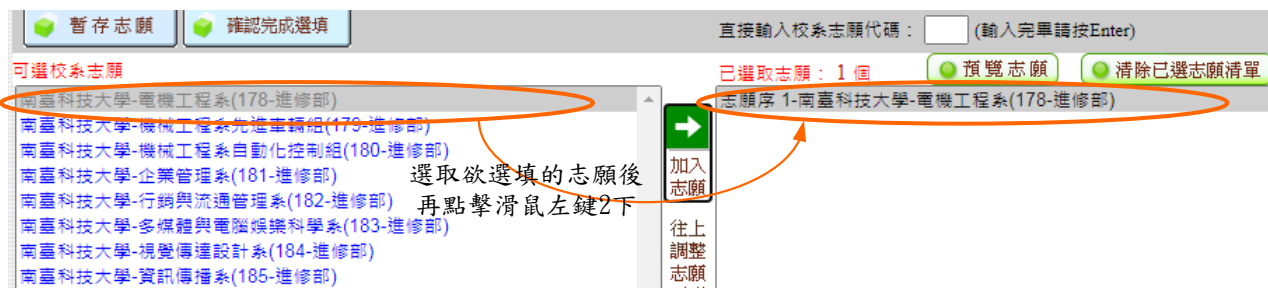 暫存志願
確認完成選填
直接輸入校系志願代碼： (輸入完畢請按Enter)
可選校系志願
已選取志願： 1 個
預覽志願
清除已選志願清單
南臺科技大學-電機工程系(178-進修部)
南臺科技大學-機械工程系先進車輛組(179-進修部)
南臺科技大學-機械工程系自動化控制組(180-進修部)
南臺科技大學-企業管理系(181-進修部)
南臺科技大學-行銷與流通管理系(182-進修部)
南臺科技大學-多媒體與電腦娛樂科學系(183-進修部)
南臺科技大學-視覺傳達設計系(184-進修部)
南臺科技大學-資訊傳播系(185-進修部)
選取欲選填的志願後
再點擊滑鼠左鍵2下
加入
志願
往上
調整
志願
志願序 1-南臺科技大學-電機工程系(178-進修部)